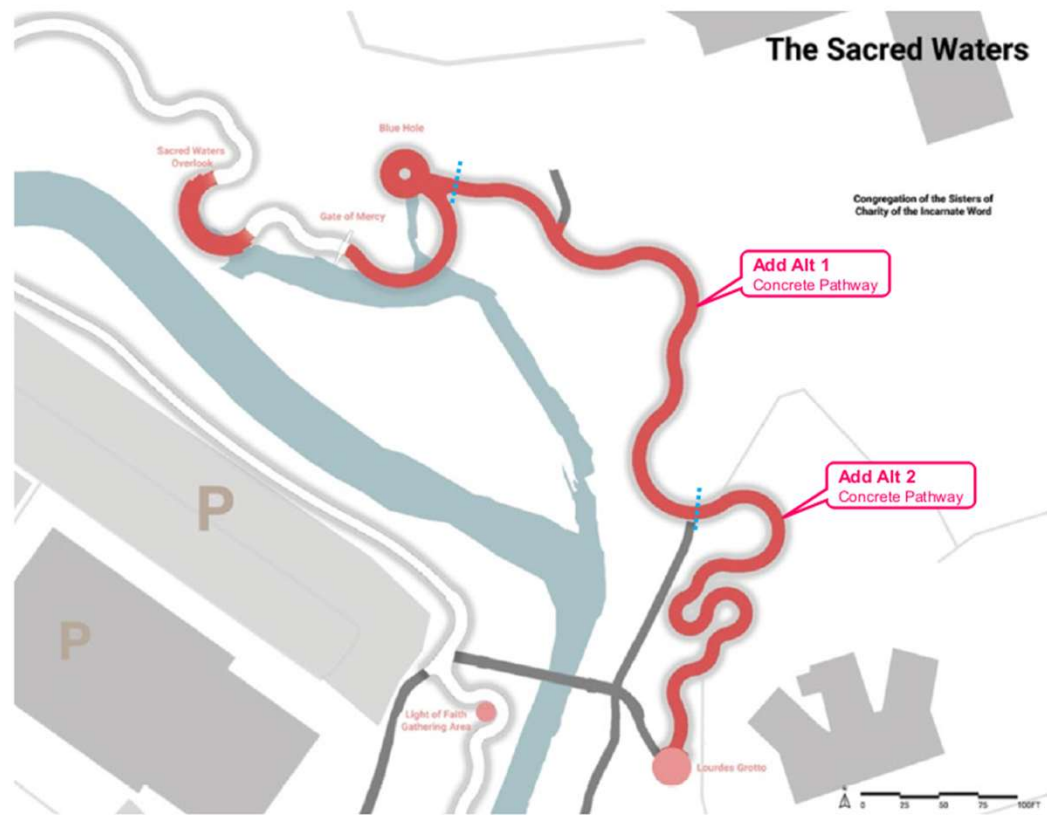 The Sacred Waters
Congregation of the Sisters of
Charity of the Incarnate Word
Blue Hole
Sacred Waters
Overlook
Gate of Mercy
Add Alt 1
Concrete Pathway
Add Alt 2
Concrete Pathway
P
P
Light of Faith
Gathering Area
Lourdes Grotto
A
0 25 50 75 100FT